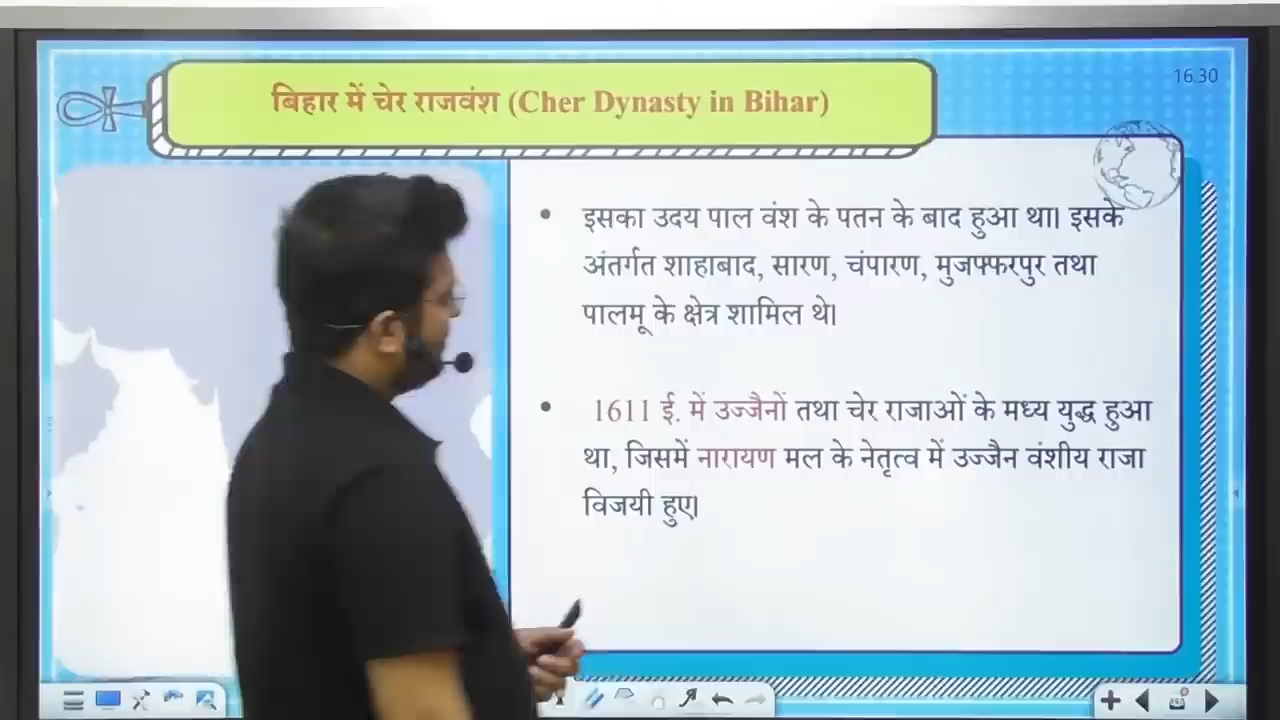 16.30
बिहार में चेर राजवंश (Cher Dynasty in Bihar)
• इसका उदय पाल वंश के पतन के बाद हुआ था। इसके
अंतर्गत शाहाबाद, सारण, चंपारण, मुजफ्फरपुर तथा
पालमू के क्षेत्र शामिल थे।
• 1611 ई. में उज्जैनों तथा चेर राजाओं के मध्य युद्ध हुआ
था, जिसमें नारायण मल के नेतृत्व में उज्जैन वंशीय राजा
विजयी हुए।